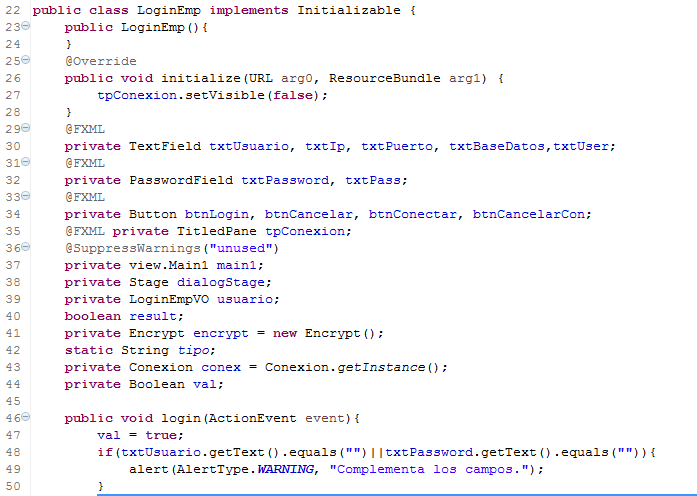 22 public class LoginEmp implements Initializable {
23 public LoginEmp(){
24 }
25 @Override
26 public void initialize(URL arg0, ResourceBundle arg1) {
27 tpConexion.setVisible(false);
28 }
29 @FXML
30 private TextField txtUsuario, txtIp, txtPuerto, txtBaseDatos,txtUser;
31 @FXML
32 private PasswordField txtPassword, txtPass;
33 @FXML
34 private Button btnLogin, btnCancelar, btnConectar, btnCancelarCon;
35 @FXML private TitledPane tpConexion;
36 @SuppressWarnings("unused")
37 private view.Main1 main1;
38 private Stage dialogStage;
39 private LoginEmpVO usuario;
40 boolean result;
41 private Encrypt encrypt = new Encrypt();
42 static String tipo;
43 private Conexion conex = Conexion.getInstance();
44 private Boolean val;
45
46 public void login(ActionEvent event){
47 val = true;
48 if(txtUsuario.getText().equals("")||txtPassword.getText().equals("")){
49 alert(AlertType.WARNING, "Complementa los campos.");
50 }